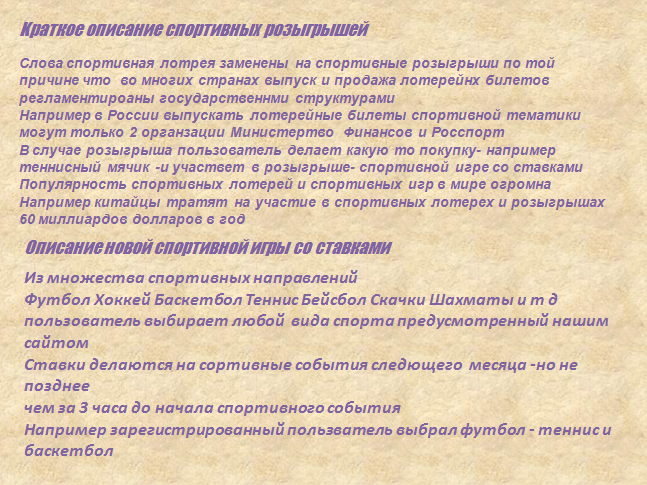 Краткое описание спортивных розыгрышей
Слова спортивная лотрея заменены на спортивные розыгрыши по той
причине что во многих странах выпуск и продажа лотерейнх билетов
регламентироаны государственнми структурами
Например в России выпускать лотерейные билеты спортивной тематики
могут только 2 органзации Министертво Финансов и Росспорт
В случае розыгрыша пользователь делает какую то покупку- например
теннисный мячик -и участвет в розыгрыше- спортивной игре со ставками
Популярность спортивных лотерей и спортивных игр в мире огромна
Например китайцы тратят на участие в спортивных лотерех и розыгрышах
60 миллиардов долларов в год
Описание новой спортивной игры со ставками
Из множества спортивных направлений
Футбол Хоккей Баскетбол Теннис Бейсбол Скачки Шахматы и т д
пользователь выбирает любой вида спорта предусмотренный нашим
сайтом
Ставки делаются на сортивные события следющего месяца -но не
позднее
чем за 3 часа до начала спортивного события
Например зарегистрированныйользватель выбрал футбол - теннис и
баскетбол